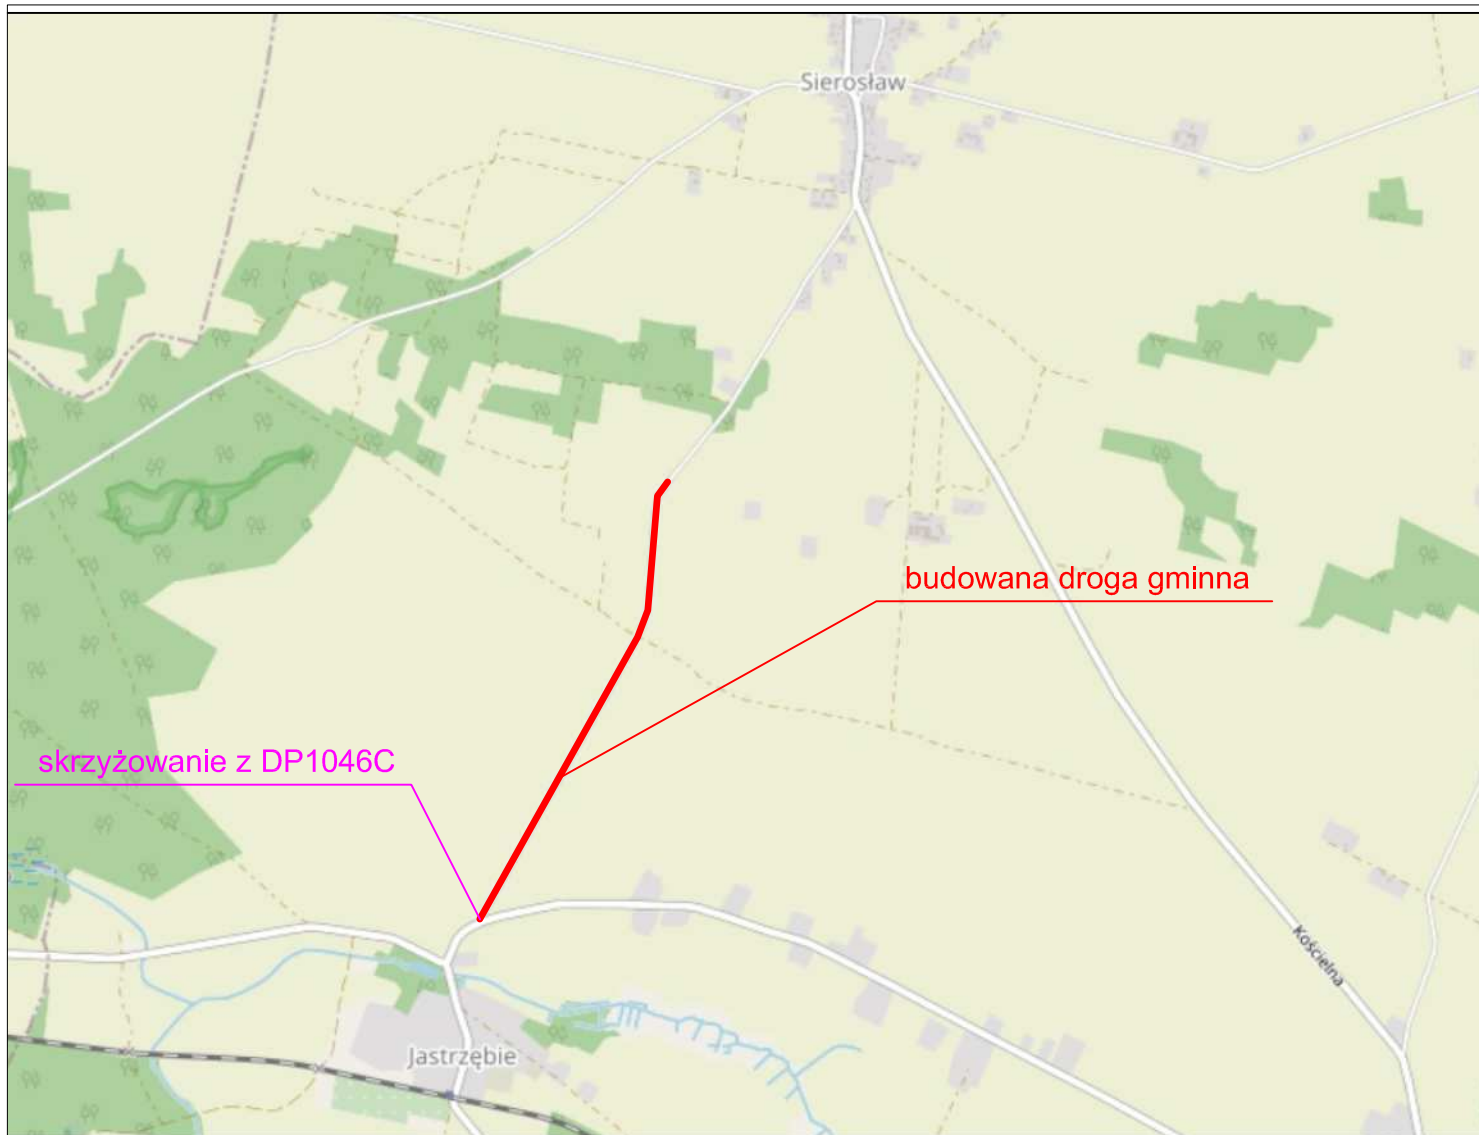 Sierosław
budowana droga gminna
skrzyżowanie z DP1046C
Kościelna
Jastrzębie